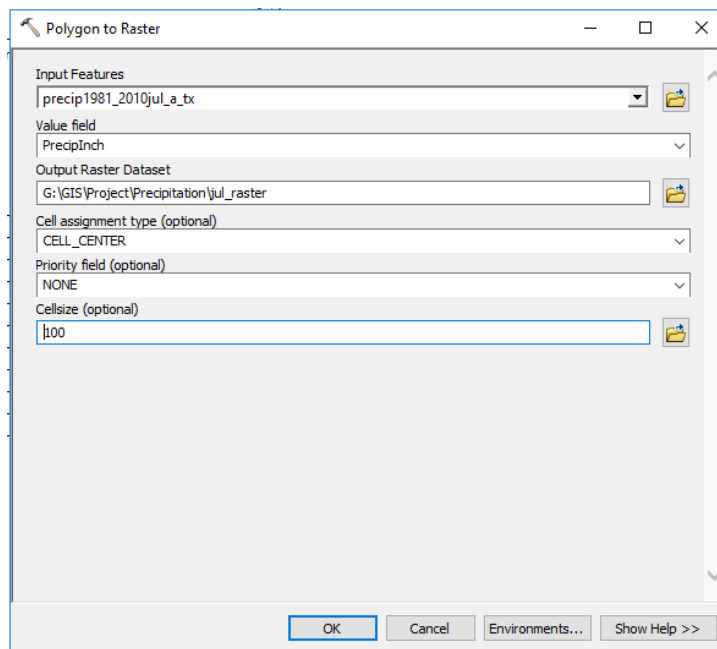 Polygon to Raster
Input Features
precip1981_2010jul_a_tx
Value field
PrecipInch
Output Raster Dataset
G:\GIS\Project\Precipitation\jul_raster
Cell assignment type (optional)
CELL_CENTER
Priority field (optional)
NONE
Cellsize (optional)
100
OK Cancel Environments... Show Help >>